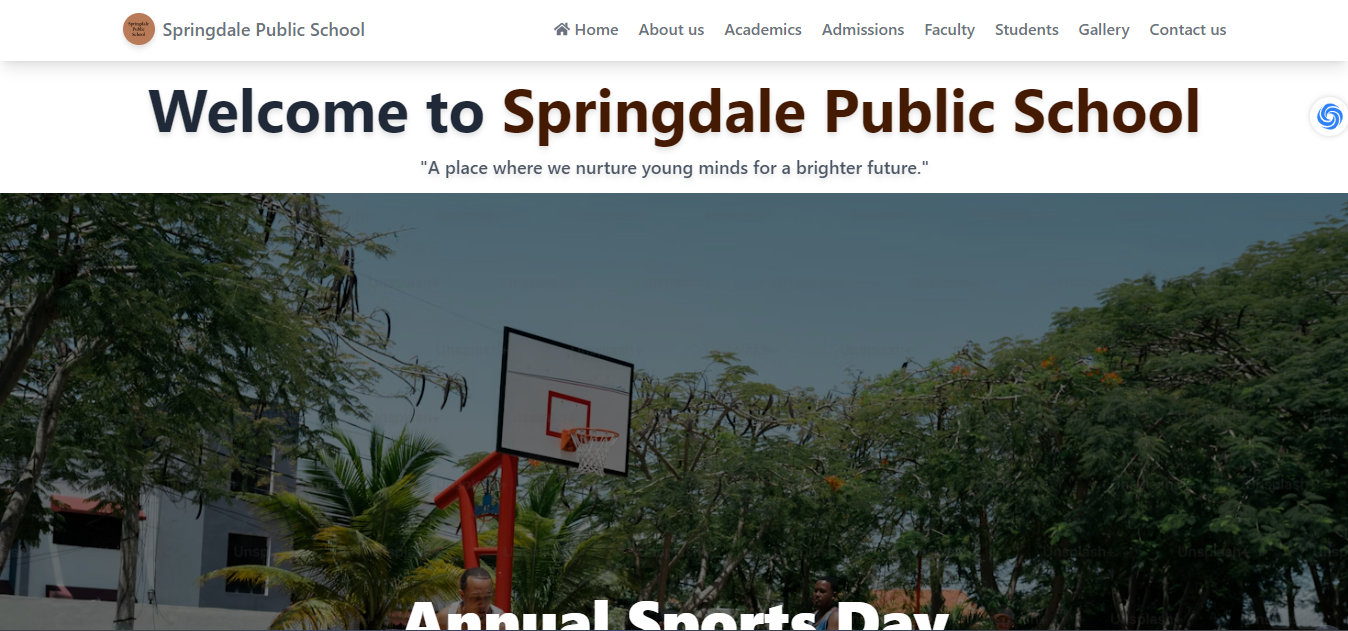 Springdale Public School
Springdale Public School
Home About us Academics Admissions Faculty Students Gallery Contact us
Welcome to Springdale Public School
"A place where we nurture young minds for a brighter future."
Unsplash+
Annual Sports Day